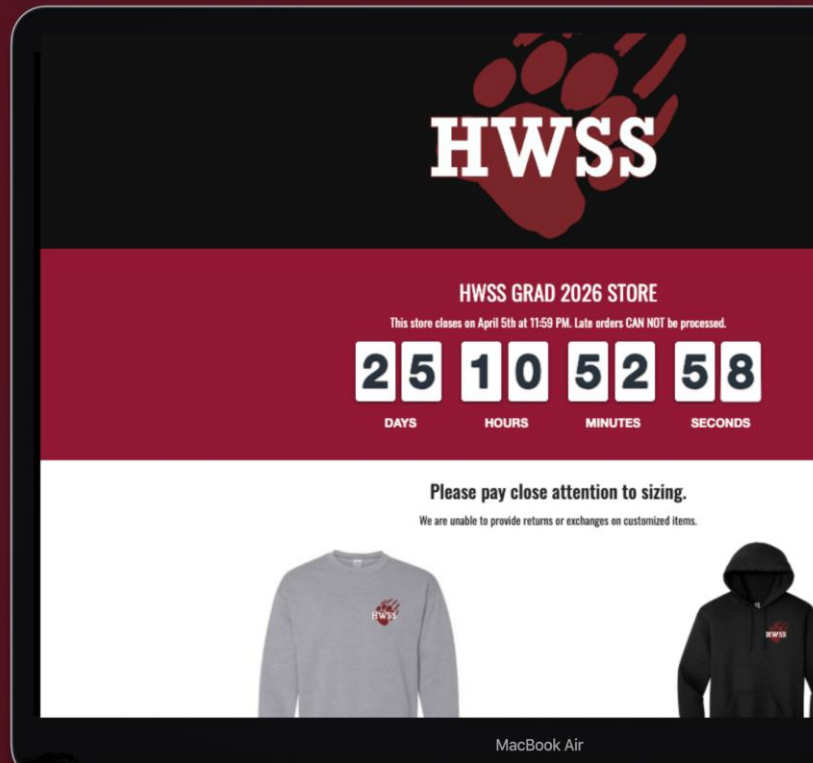 HWSS
HWSS GRAD 2026 STORE
This store closes on April 5th at 11:59 PM. Late orders CAN NOT be processed.
25 10 52 58
DAYS HOURS MINUTES SECONDS
Please pay close attention to sizing.
We are unable to provide returns or exchanges on customized items.
HWSS HWSS
MacBook Air